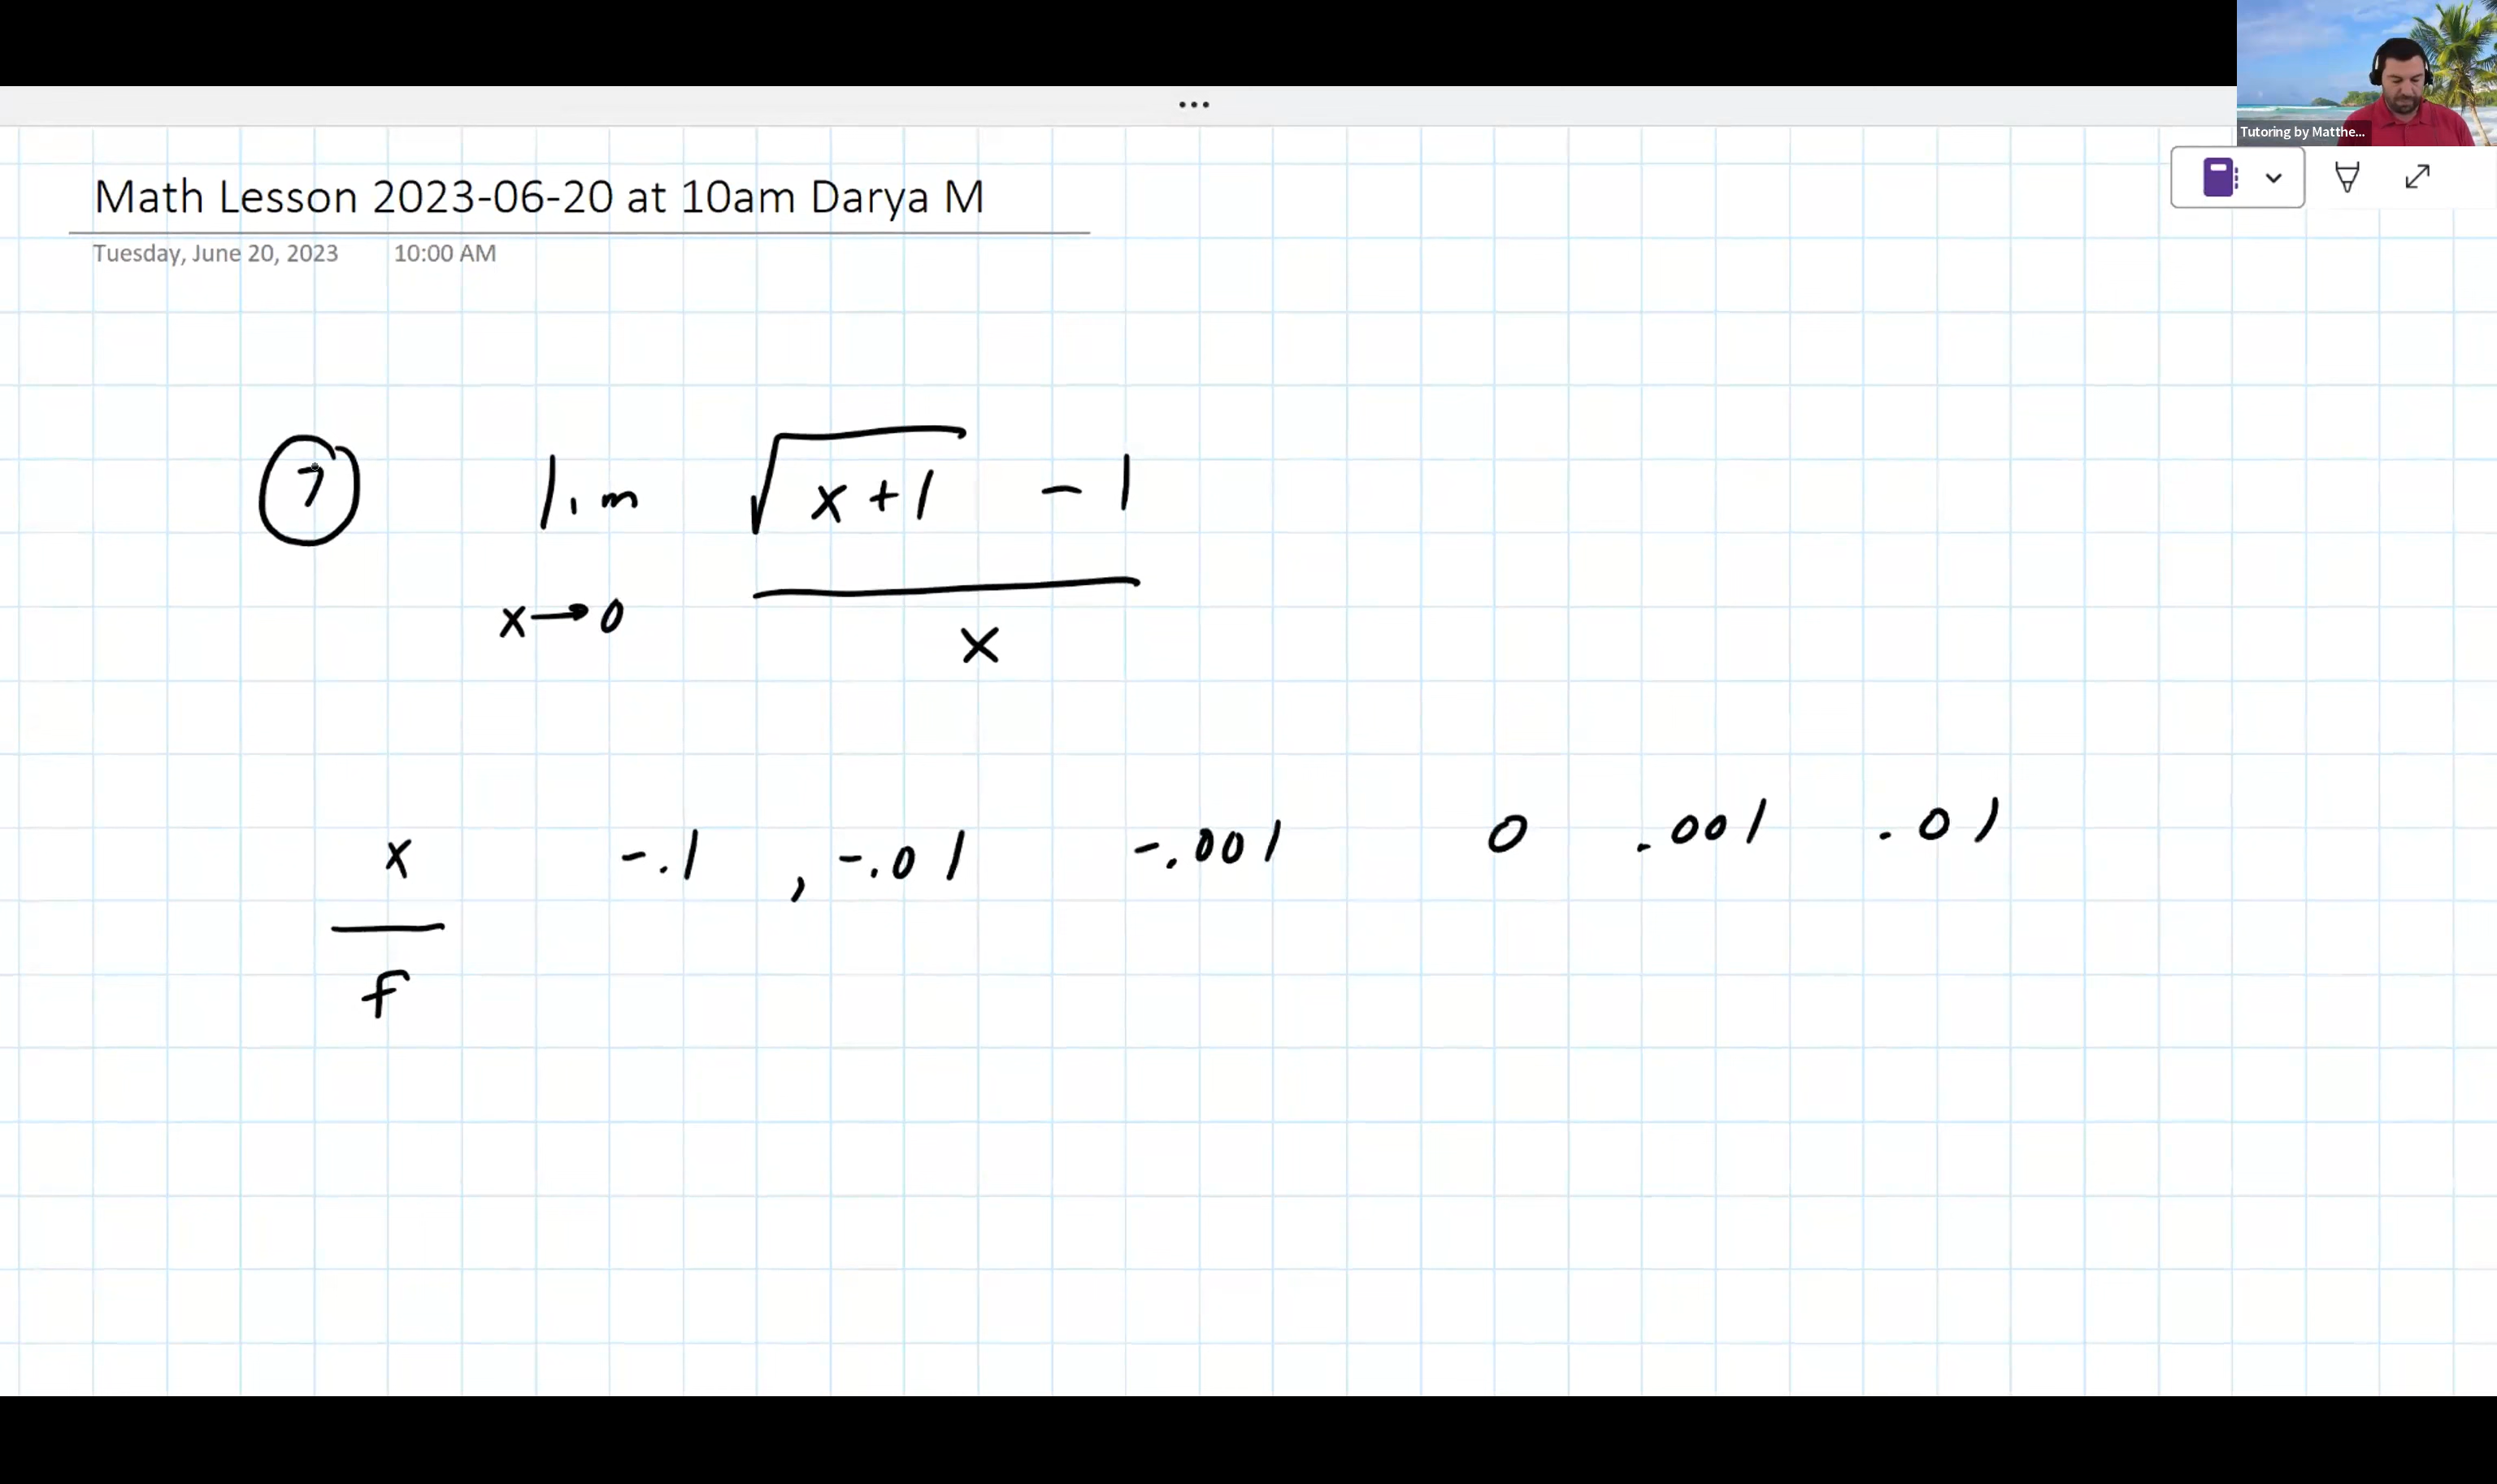 Tutoring by Matthe...
Math Lesson 2023-06-20 at 10am Darya M
Tuesday, June 20, 2023 10:00 AM
7 lim √x+1 - 1
x→0 x
x -.1 , -.01 -.001 0 .001 .01
f